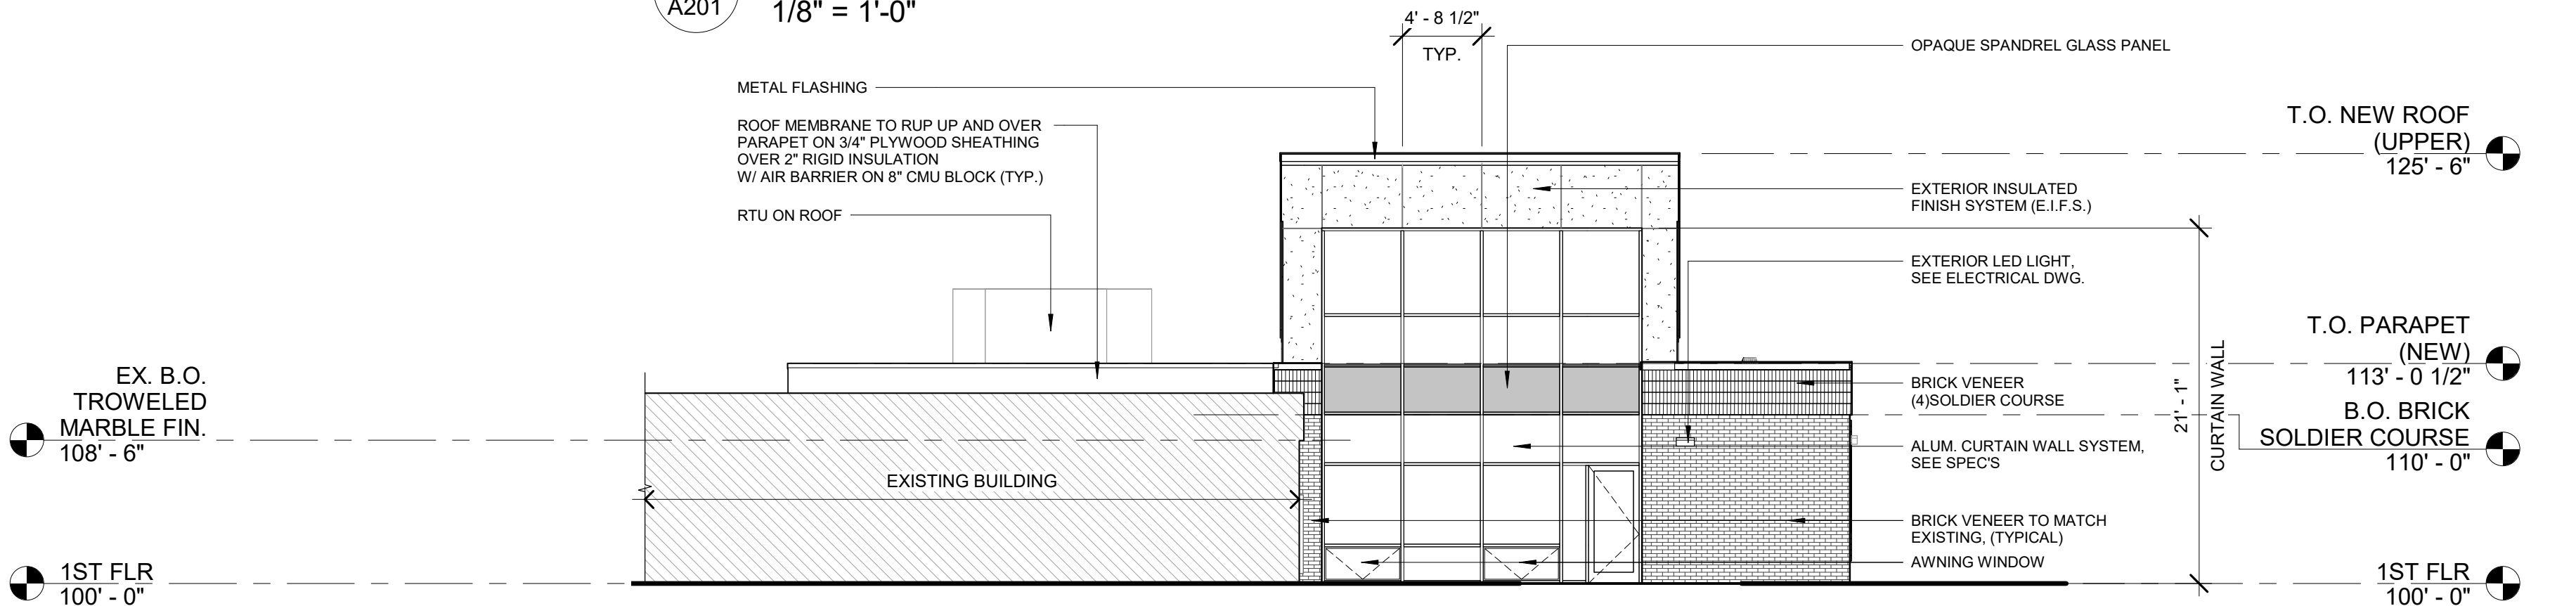 A201
1/8" = 1'-0"
4' - 8 1/2"
TYP.
OPAQUE SPANDREL GLASS PANEL
METAL FLASHING
ROOF MEMBRANE TO RUP UP AND OVER
PARAPET ON 3/4" PLYWOOD SHEATHING
OVER 2" RIGID INSULATION
W/ AIR BARRIER ON 8" CMU BLOCK (TYP.)
RTU ON ROOF
T.O. NEW ROOF
(UPPER)
125' - 6"
EXTERIOR INSULATED
FINISH SYSTEM (E.I.F.S.)
EXTERIOR LED LIGHT,
SEE ELECTRICAL DWG.
T.O. PARAPET
(NEW)
113' - 0 1/2"
EX. B.O.
TROWELED
MARBLE FIN.
108' - 6"
BRICK VENEER
(4)SOLDIER COURSE
21' - 1"
CURTAIN WALL
B.O. BRICK
SOLDIER COURSE
110' - 0"
ALUM. CURTAIN WALL SYSTEM,
SEE SPEC'S
EXISTING BUILDING
BRICK VENEER TO MATCH
EXISTING, (TYPICAL)
AWNING WINDOW
1ST FLR
100' - 0"
1ST FLR
100' - 0"